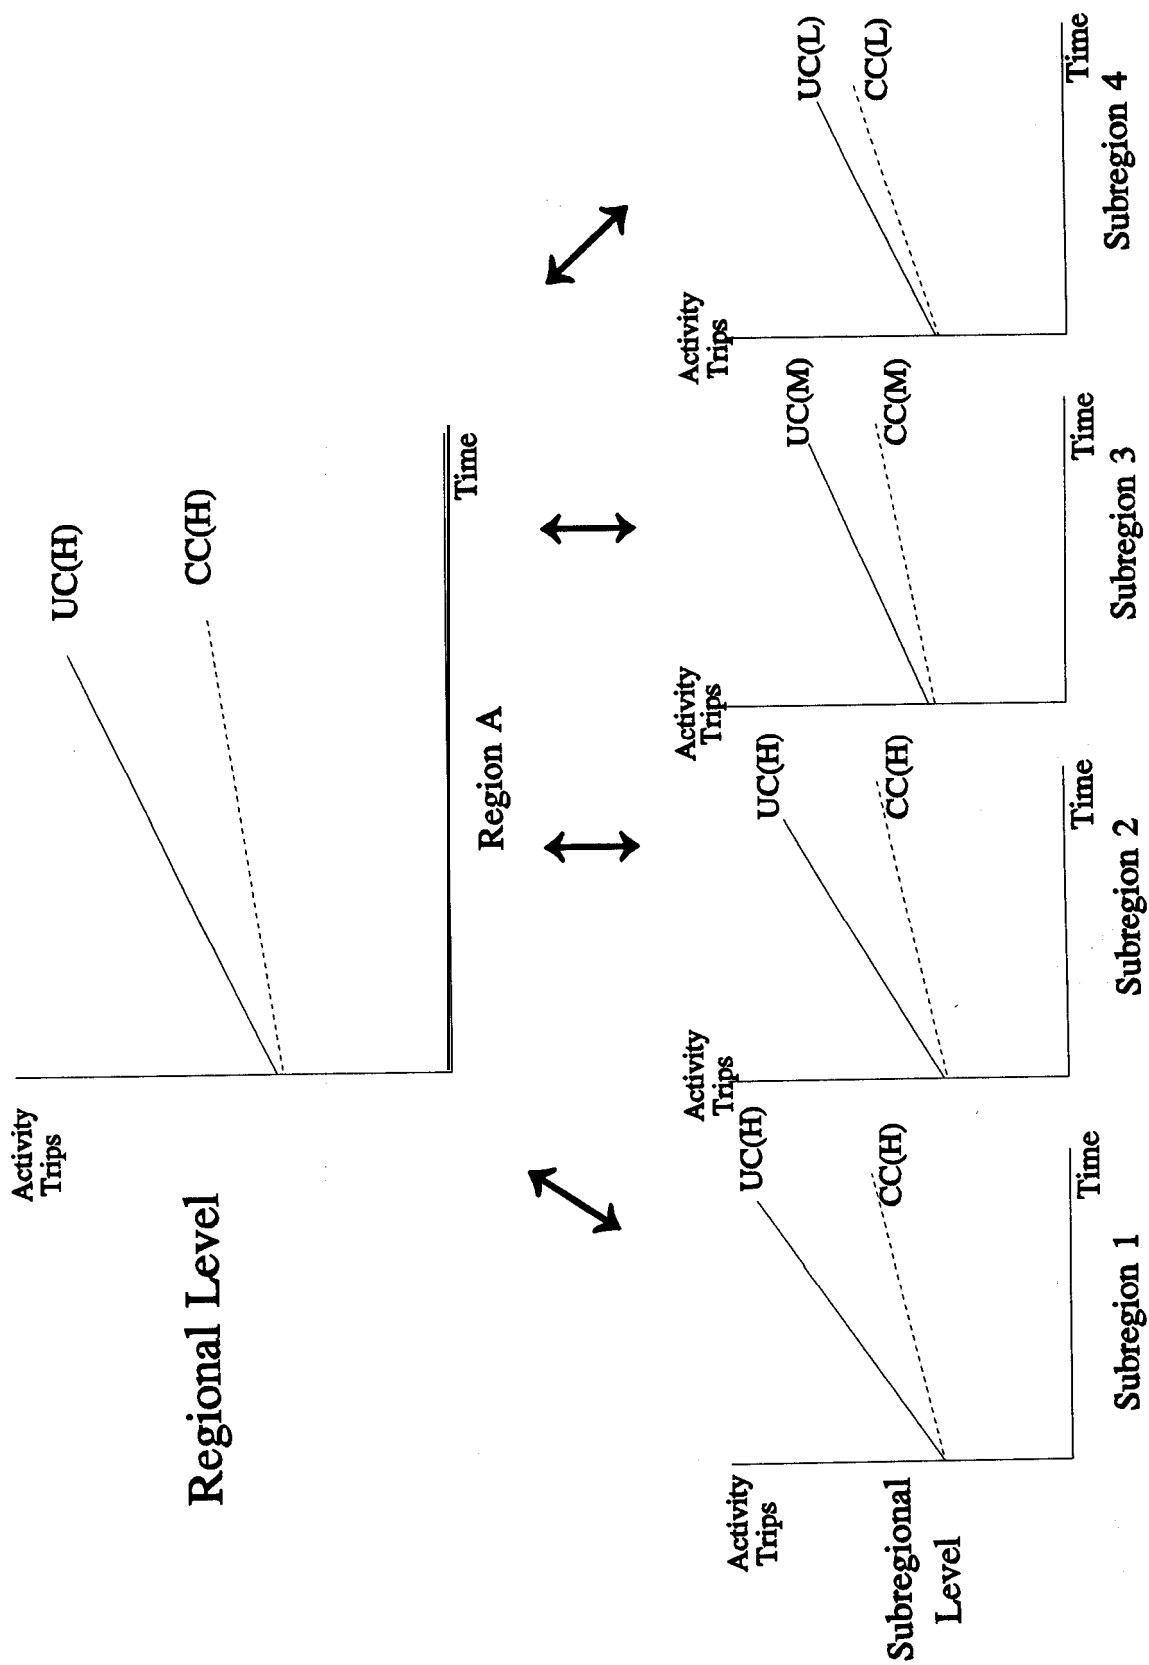 Regional Level
Activity
Trips
UC(H)
CC(H)
Time
Region A
Subregional
Level
Activity
Trips
UC(H)
CC(H)
Time
Subregion 1
Activity
Trips
UC(H)
CC(H)
Time
Subregion 2
Activity
Trips
UC(M)
CC(M)
Time
Subregion 3
Activity
Trips
UC(L)
CC(L)
Time
Subregion 4